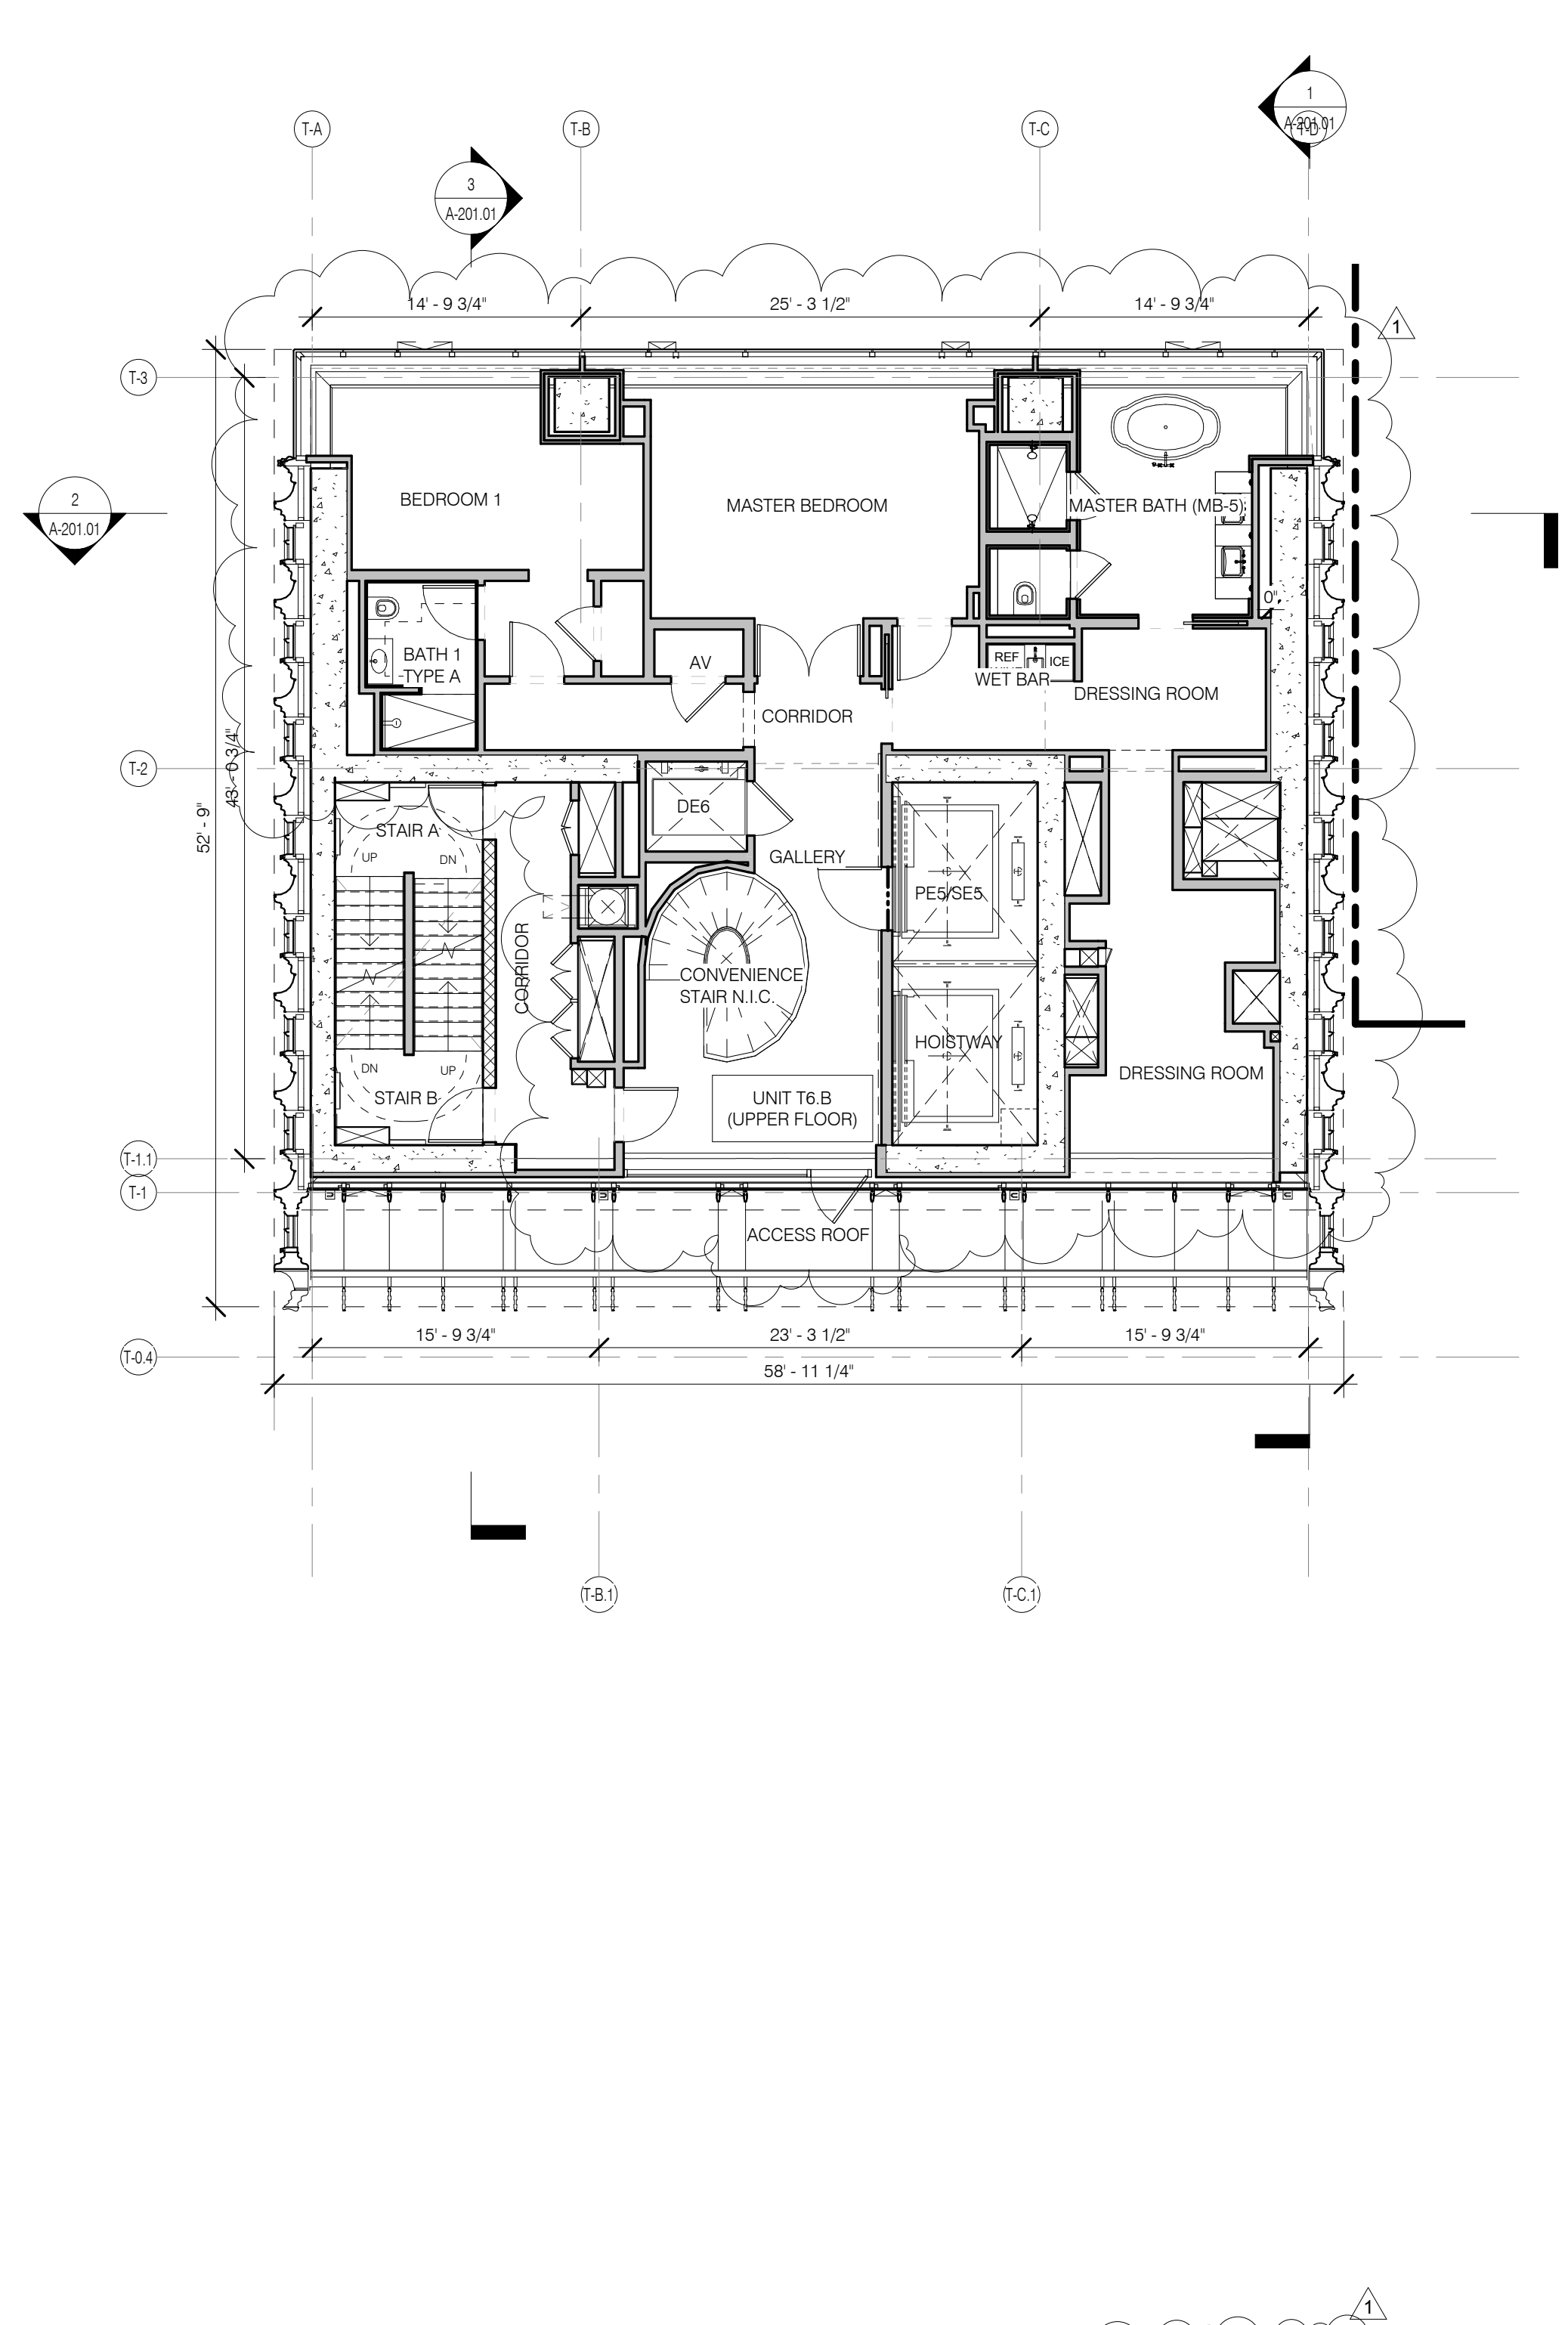 1
A-201.01
T-A
T-B
T-C
T-D
3
A-201.01
14' - 9 3/4"
25' - 3 1/2"
14' - 9 3/4"
1
T-3
2
A-201.01
BEDROOM 1
MASTER BEDROOM
MASTER BATH (MB-5)
0"
BATH 1
TYPE A
AV
REF
ICE
WET BAR
DRESSING ROOM
CORRIDOR
T-2
43' - 0 3/4"
52' - 9"
STAIR A
UP
DN
DE6
GALLERY
PE5/SE5
CORRIDOR
CONVENIENCE
STAIR N.I.C.
HOISTWAY
DN
UP
STAIR B
UNIT T6.B
(UPPER FLOOR)
DRESSING ROOM
T-1.1
T-1
ACCESS ROOF
15' - 9 3/4"
23' - 3 1/2"
15' - 9 3/4"
T-0.4
58' - 11 1/4"
T-B.1
T-C.1
1